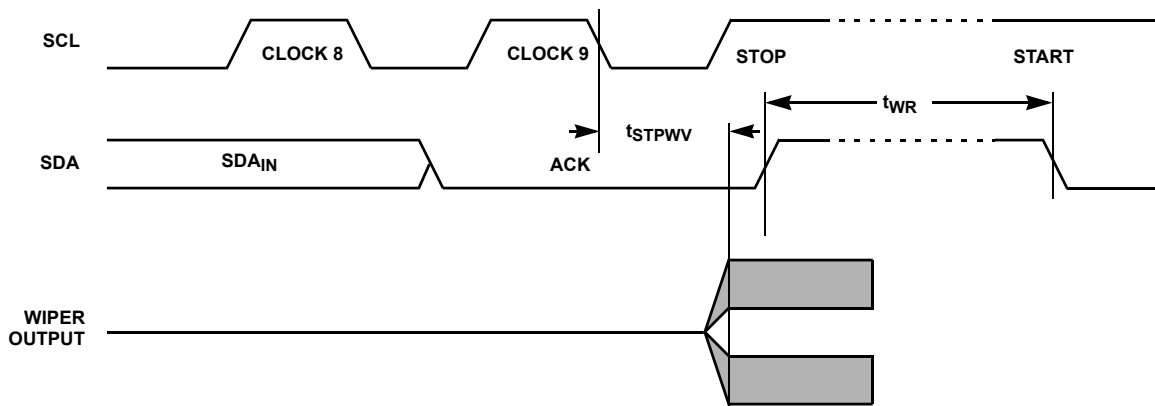 SCL
CLOCK 8
CLOCK 9
STOP
START
tWR
tSTPWV
SDA
SDAIN
ACK
WIPER
OUTPUT